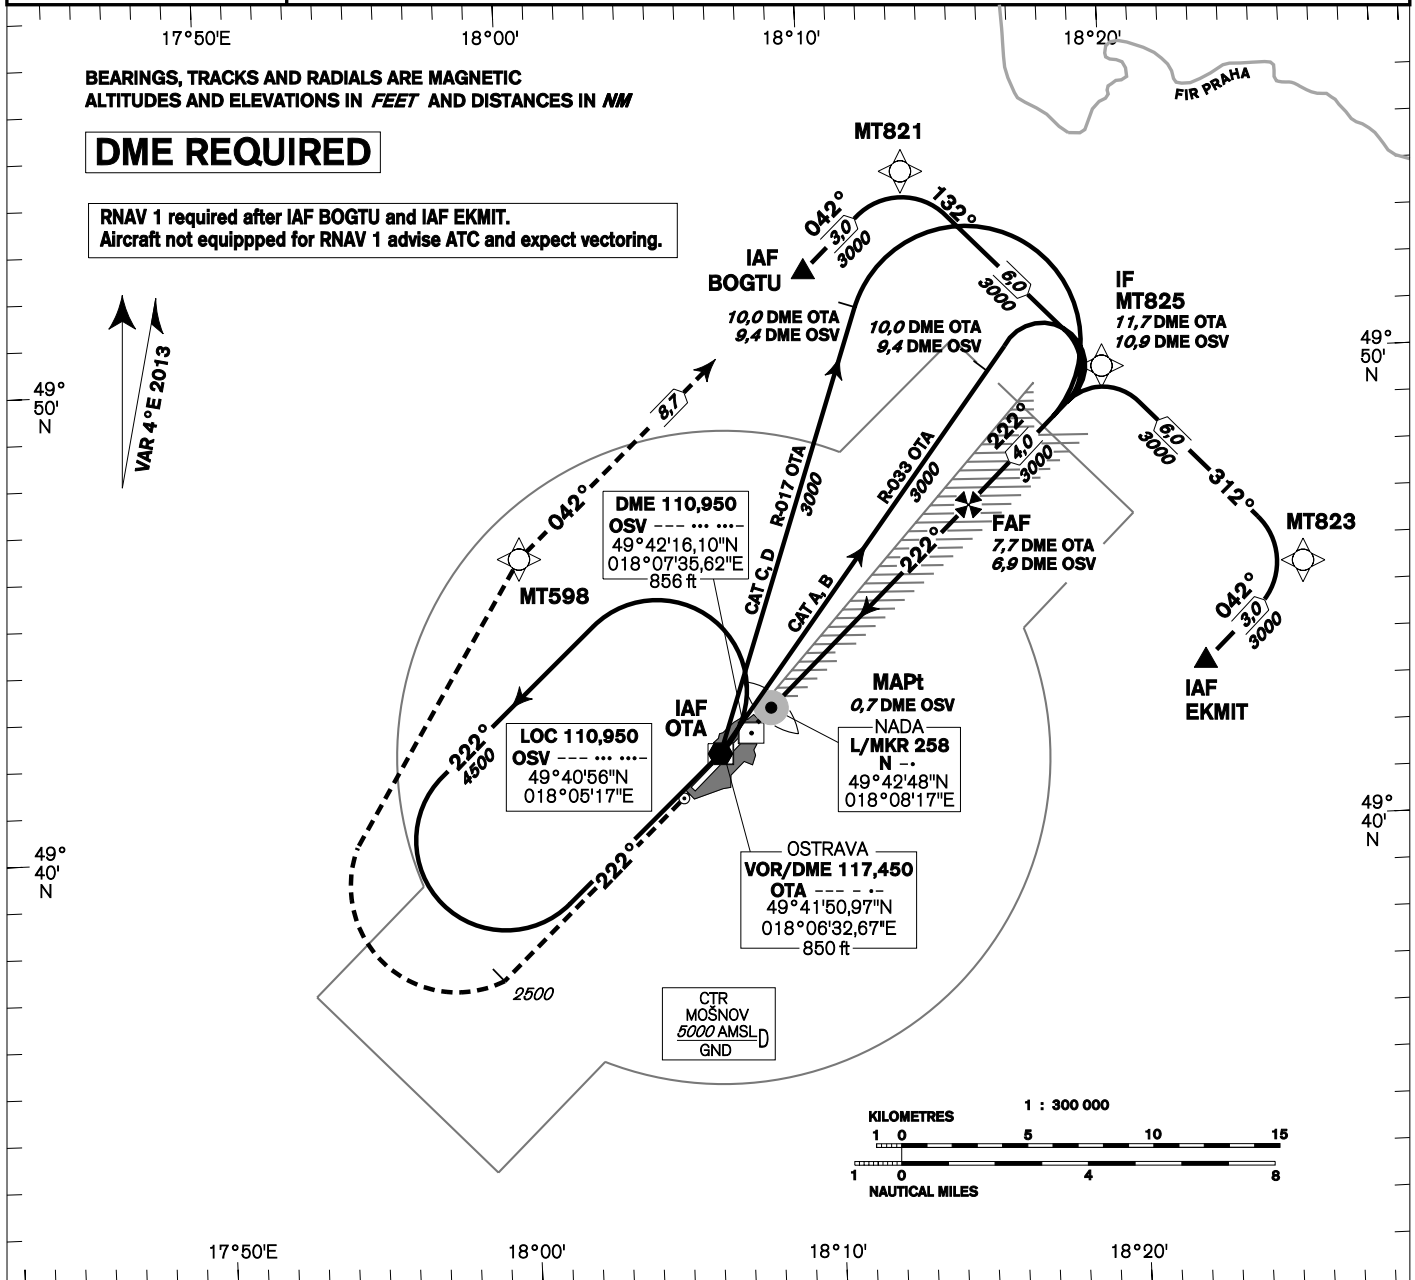 17°50'E
18°00'
18°10'
18°20'
BEARINGS, TRACKS AND RADIALS ARE MAGNETIC
ALTITUDES AND ELEVATIONS IN FEET AND DISTANCES IN NM
FIR PRAHA
DME REQUIRED
MT821
RNAV 1 required after IAF BOGTU and IAF EKMIT.
Aircraft not equippped for RNAV 1 advise ATC and expect vectoring.
042°
3,0
3000
132°
IAF
BOGTU
6,0
3000
IF
MT825
11,7 DME OTA
10,9 DME OSV
10,0 DME OTA
9,4 DME OSV
10,0 DME OTA
9,4 DME OSV
VAR 4°E 2013
49°
50'
N
49°
50'
N
8,7
222°
4,0
3000
6,0
3000
312°
R-017 OTA
3000
R-033 OTA
3000
DME 110,950
OSV --- ··· ···-
49°42'16,10"N
018°07'35,62"E
856 ft
042°
FAF
7,7 DME OTA
6,9 DME OSV
222°
MT823
MT598
CAT C, D
CAT A, B
042°
3,0
3000
IAF
EKMIT
MAPt
0,7 DME OSV
IAF
OTA
NADA
L/MKR 258
N -·
49°42'48"N
018°08'17"E
222°
4500
LOC 110,950
OSV --- ··· ···-
49°40'56"N
018°05'17"E
49°
40'
N
49°
40'
N
222°
OSTRAVA
VOR/DME 117,450
OTA --- - ·-
49°41'50,97"N
018°06'32,67"E
850 ft
2500
CTR
MOŠNOV
5000 AMSL
D
GND
1 : 300 000
KILOMETRES
1 0 5 10 15
1 0 4 8
NAUTICAL MILES
17°50'E
18°00'
18°10'
18°20'